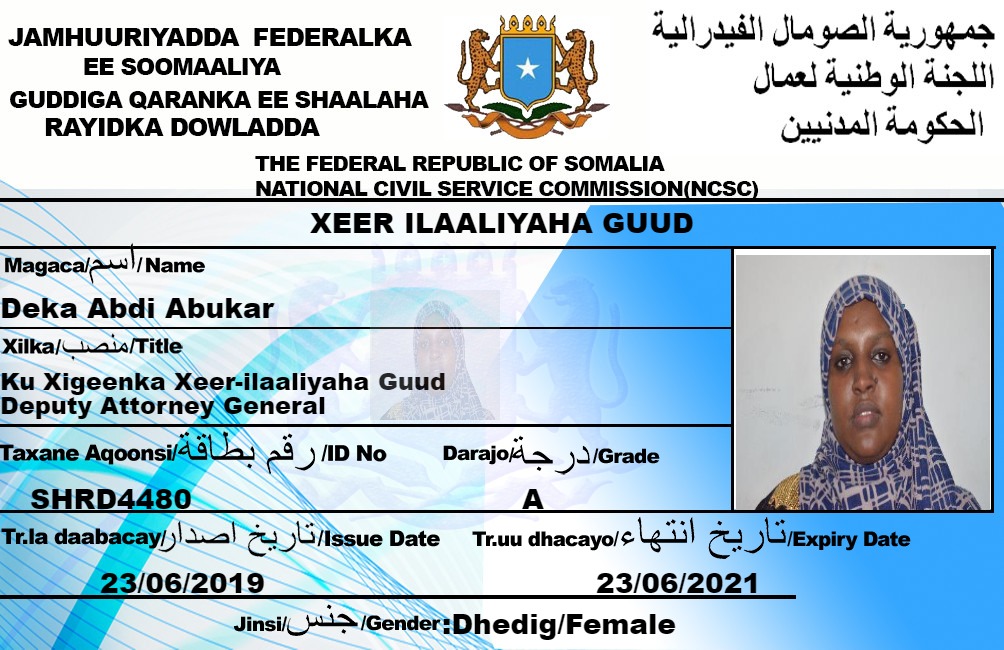 JAMHUURIYADDA FEDERALKA
EE SOOMAALIYA
GUDDIGA QARANKA EE SHAALAHA
RAYIDKA DOWLADDA
جمهورية الصومال الفيدرالية
اللجنة الوطنية لعمال
الحكومة المدنيين
THE FEDERAL REPUBLIC OF SOMALIA
NATIONAL CIVIL SERVICE COMMISSION(NCSC)
XEER ILAALIYAHA GUUD
Magaca/اسم/Name
Deka Abdi Abukar
Xilka/منصب/Title
Ku Xigeenka Xeer-ilaaliyaha Guud
Deputy Attorney General
Taxane Aqoonsi/رقم بطاقة/ID No
SHRD4480
Darajo/درجة/Grade
A
Tr.la daabacay/تاريخ اصدار/Issue Date
23/06/2019
Tr.uu dhacayo/تاريخ انتهاء/Expiry Date
23/06/2021
Jinsi/جنس/Gender:Dhedig/Female